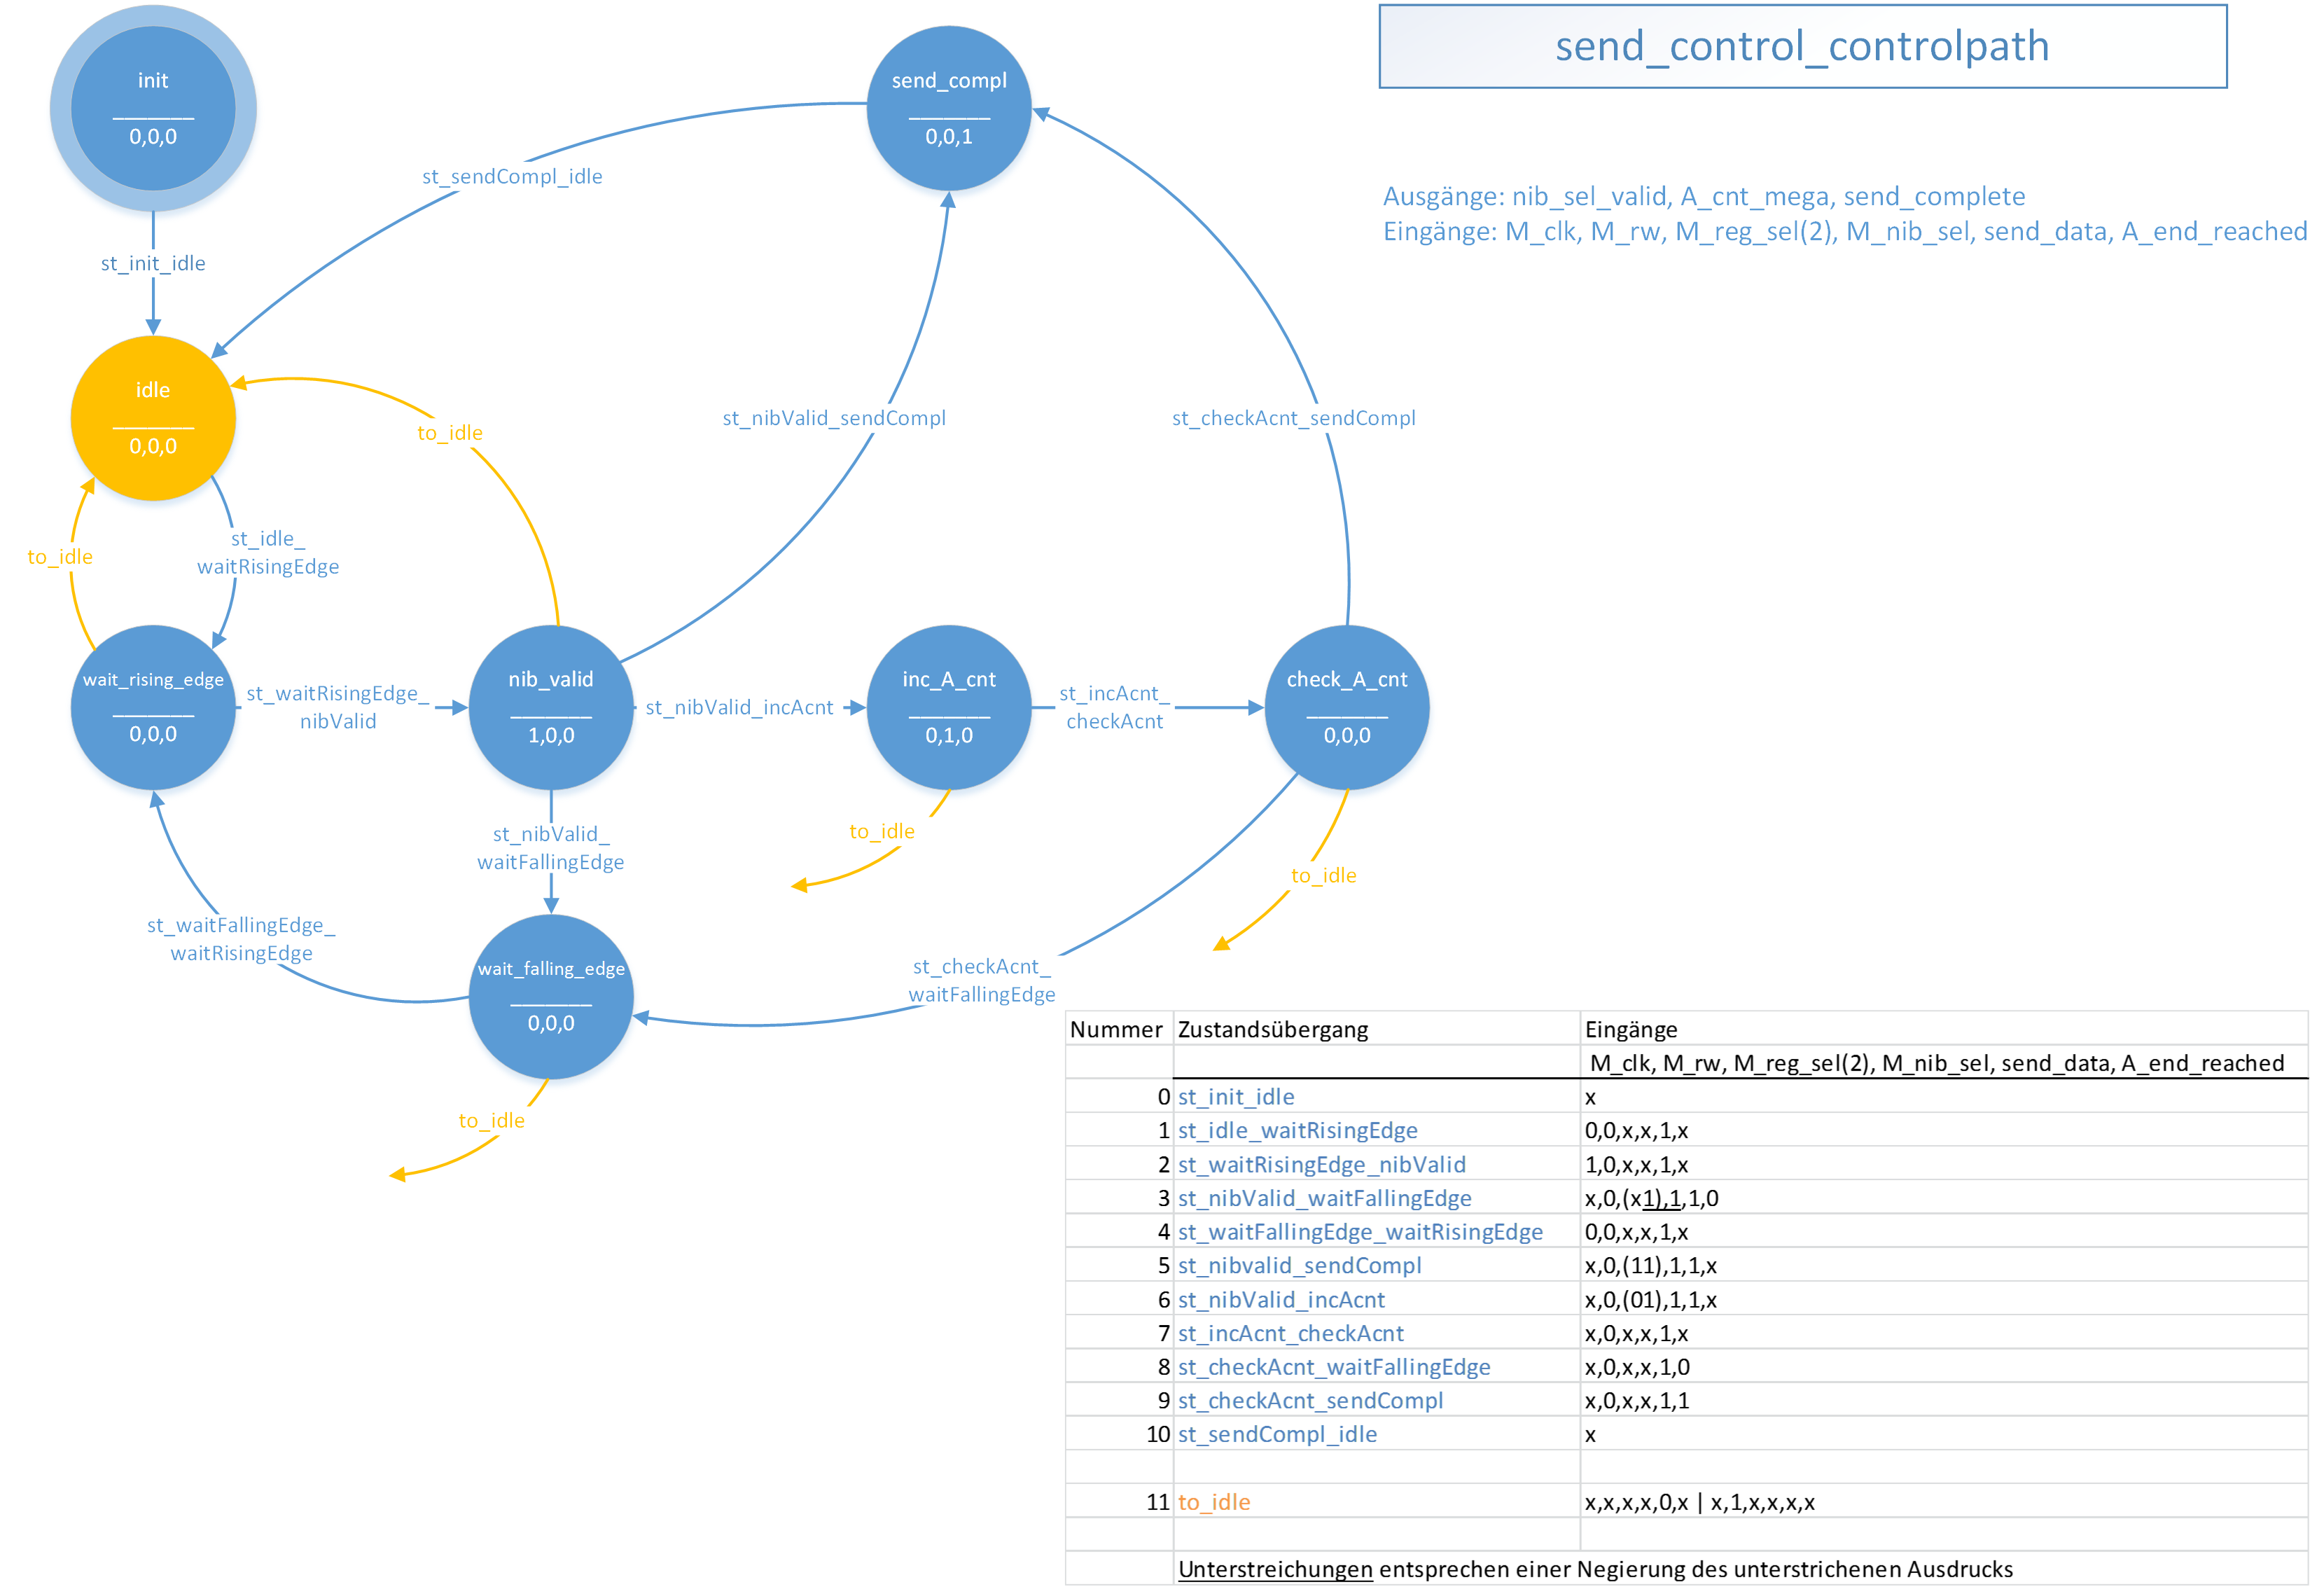 send_control_controlpath
Ausgänge: nib_sel_valid, A_cnt_mega, send_complete
Eingänge: M_clk, M_rw, M_reg_sel(2), M_nib_sel, send_data, A_end_reached
init
0,0,0
send_compl
0,0,1
st_sendCompl_idle
st_init_idle
idle
0,0,0
to_idle
st_nibValid_sendCompl
st_checkAcnt_sendCompl
to_idle
st_idle_
waitRisingEdge
wait_rising_edge
0,0,0
st_waitRisingEdge_
nibValid
nib_valid
1,0,0
st_nibValid_incAcnt
inc_A_cnt
0,1,0
st_incAcnt_
checkAcnt
check_A_cnt
0,0,0
st_nibValid_
waitFallingEdge
to_idle
to_idle
st_waitFallingEdge_
waitRisingEdge
wait_falling_edge
0,0,0
st_checkAcnt_
waitFallingEdge
to_idle
Nummer Zustandsübergang Eingänge
M_clk, M_rw, M_reg_sel(2), M_nib_sel, send_data, A_end_reached
0 st_init_idle x
1 st_idle_waitRisingEdge 0,0,x,x,1,x
2 st_waitRisingEdge_nibValid 1,0,x,x,1,x
3 st_nibValid_waitFallingEdge x,0,(x1),1,1,0
4 st_waitFallingEdge_waitRisingEdge 0,0,x,x,1,x
5 st_nibvalid_sendCompl x,0,(11),1,1,x
6 st_nibValid_incAcnt x,0,(01),1,1,x
7 st_incAcnt_checkAcnt x,0,x,x,1,x
8 st_checkAcnt_waitFallingEdge x,0,x,x,1,0
9 st_checkAcnt_sendCompl x,0,x,x,1,1
10 st_sendCompl_idle x
11 to_idle x,x,x,x,0,x | x,1,x,x,x,x
Unterstreichungen entsprechen einer Negierung des unterstrichenen Ausdrucks